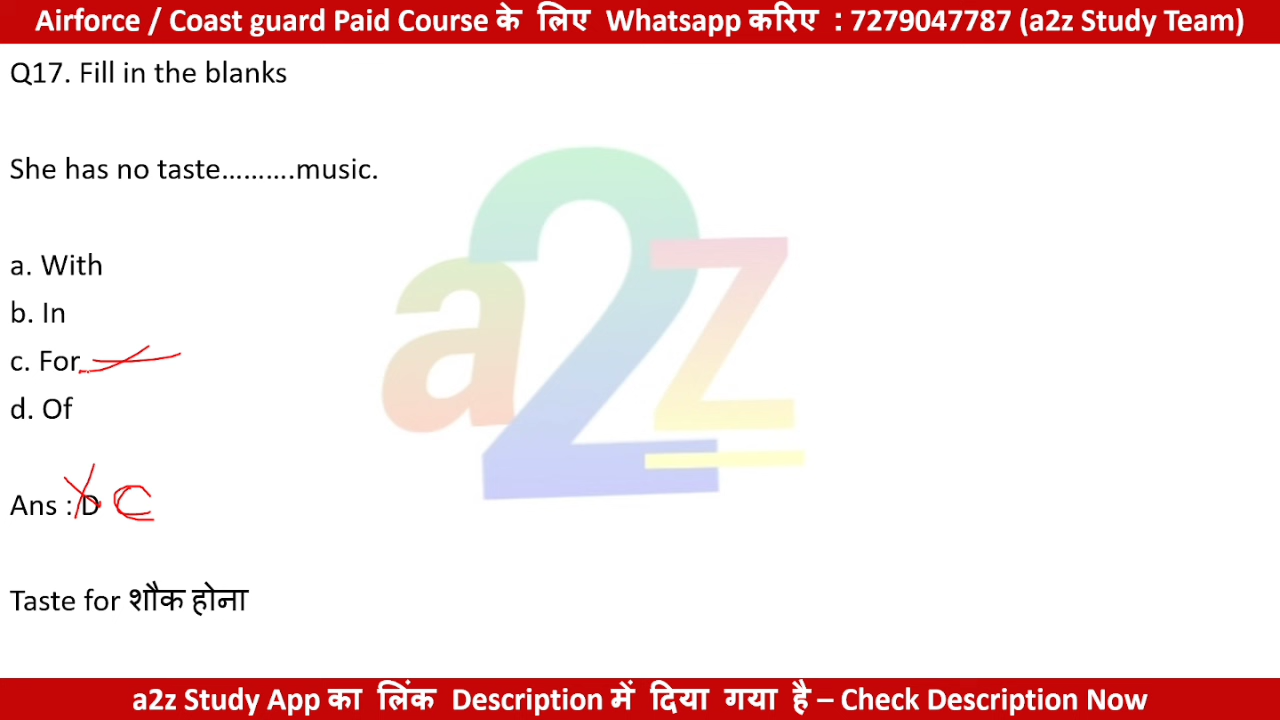 Airforce / Coast guard Paid Course के लिए Whatsapp करिए : 7279047787 (a2z Study Team)
Q17. Fill in the blanks
She has no taste..........music.
a. With
b. In
c. For
d. Of
Ans : D C
Taste for शौक होना
a2z
a2z Study App का लिंक Description में दिया गया है – Check Description Now